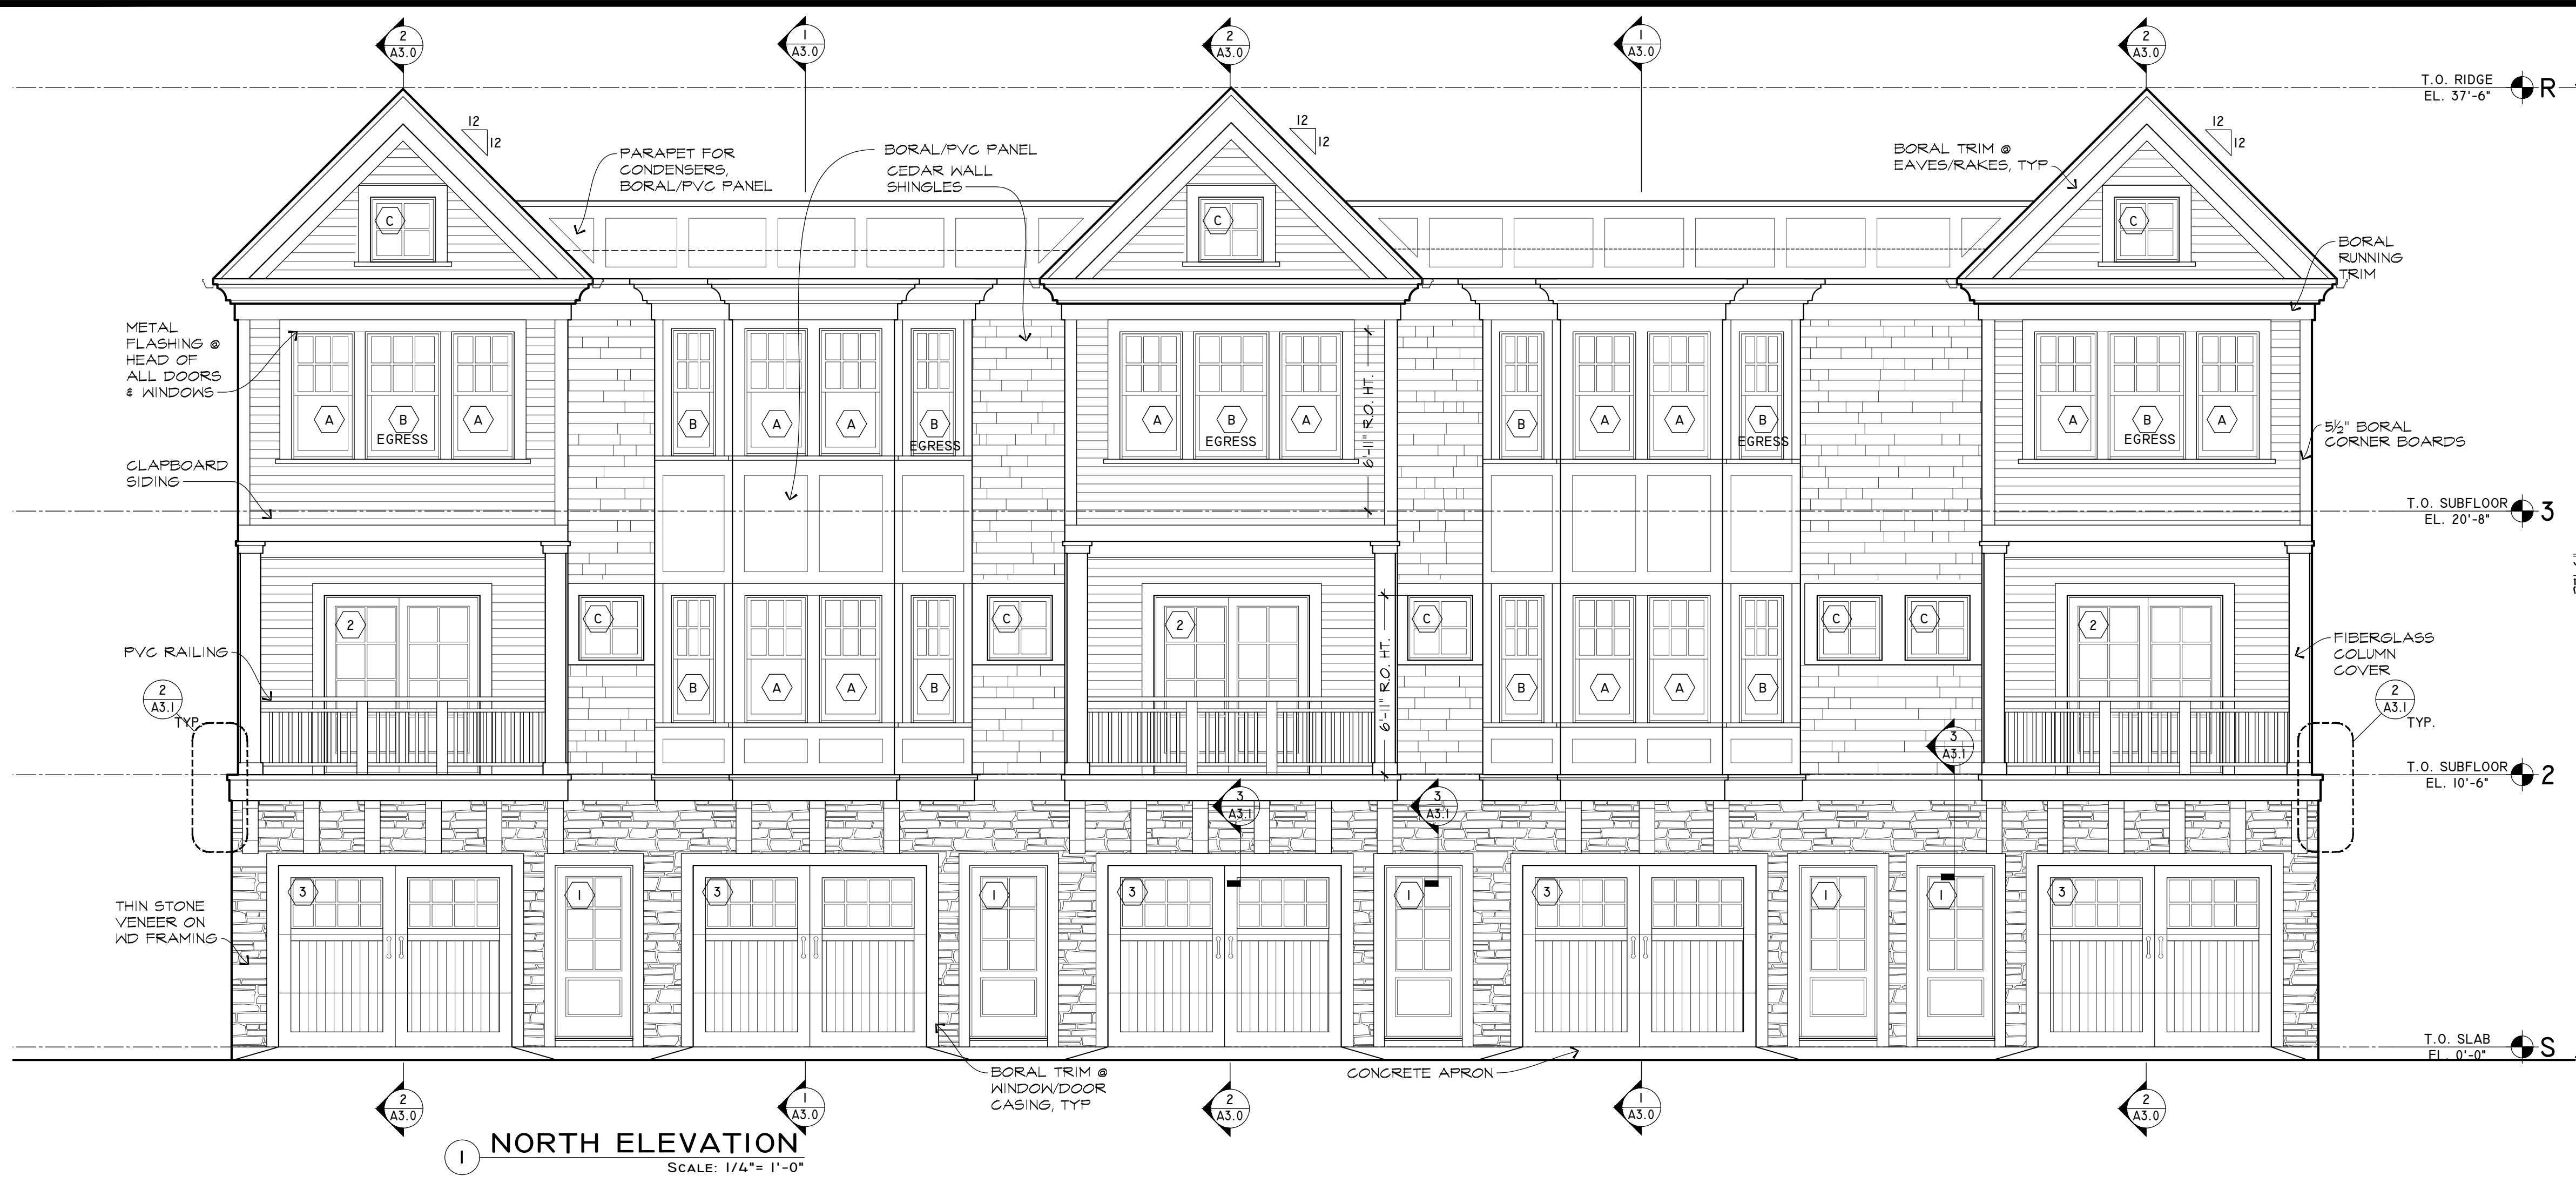 2
A3.0
1
A3.0
2
A3.0
1
A3.0
2
A3.0
T.O. RIDGE
EL. 37'-6"
R
12
12
12
12
12
12
PARAPET FOR
CONDENSERS,
BORAL/PVC PANEL
BORAL/PVC PANEL
CEDAR WALL
SHINGLES
BORAL TRIM @
EAVES/RAKES, TYP
C
C
C
BORAL
RUNNING
TRIM
METAL
FLASHING @
HEAD OF
ALL DOORS
& WINDOWS
A
B
EGRESS
A
B
A
A
B
EGRESS
A
B
EGRESS
A
6'-11" R.O. HT.
B
A
A
B
EGRESS
A
B
EGRESS
A
5½" BORAL
CORNER BOARDS
CLAPBOARD
SIDING
T.O. SUBFLOOR
EL. 20'-8"
3
2
C
C
2
C
C
C
2
PVC RAILING
B
A
A
B
6'-11" R.O. HT.
B
A
A
B
FIBERGLASS
COLUMN
COVER
2
A3.1
TYP.
2
A3.1
TYP.
3
A3.1
T.O. SUBFLOOR
EL. 10'-6"
2
3
A3.1
3
A3.1
3
1
3
1
3
1
3
1
1
3
THIN STONE
VENEER ON
WD FRAMING
T.O. SLAB
EL. 0'-0"
S
BORAL TRIM @
WINDOW/DOOR
CASING, TYP
CONCRETE APRON
2
A3.0
1
A3.0
2
A3.0
1
A3.0
2
A3.0
1
NORTH ELEVATION
SCALE: 1/4"= 1'-0"